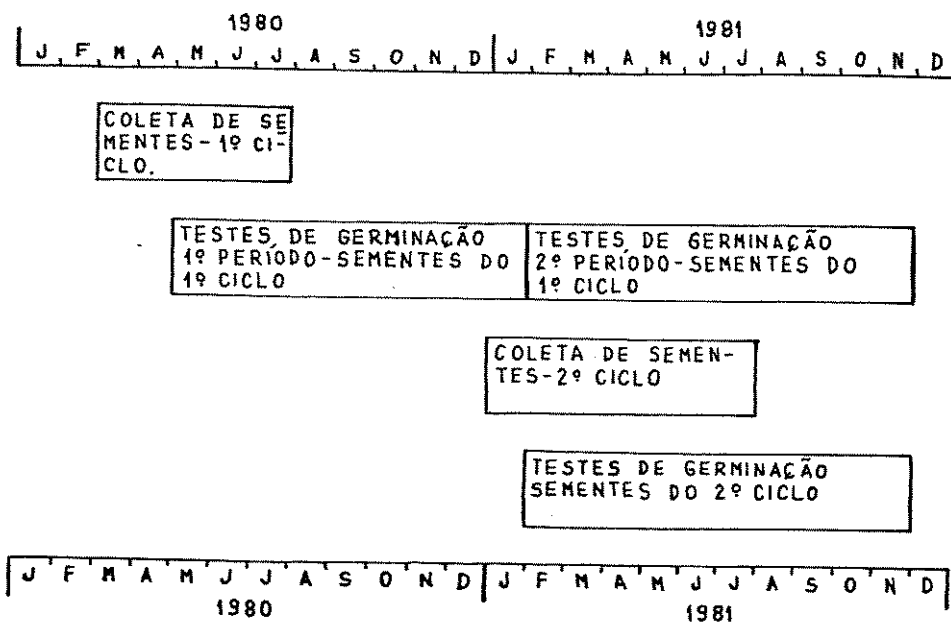 1980 1981
J F M A M J J A S O N D J F M A M J J A S O N D
COLETA DE SE
MENTES-1º CI-
CLO.
TESTES DE GERMINAÇÃO
1º PERÍODO-SEMENTES DO
1º CICLO
TESTES DE GERMINAÇÃO
2º PERÍODO-SEMENTES DO
1º CICLO
COLETA DE SEMEN-
TES-2º CICLO
TESTES DE GERMINAÇÃO
SEMENTES DO 2º CICLO
J F M A M J J A S O N D J F M A M J J A S O N D
1980 1981